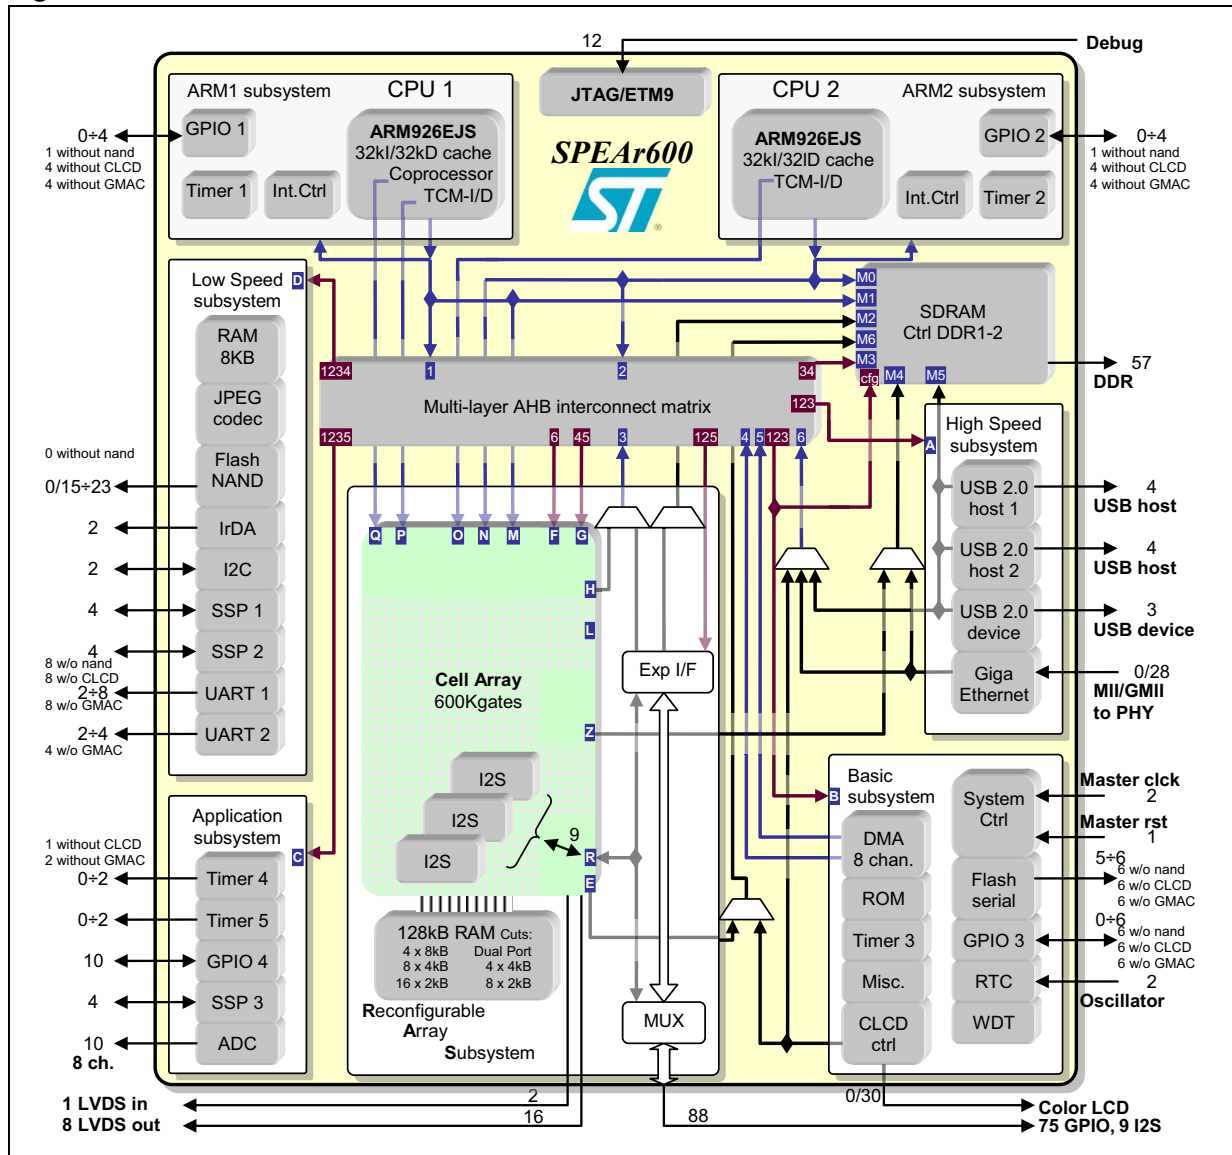 12
Debug
ARM1 subsystem
CPU 1
JTAG/ETM9
CPU 2
ARM2 subsystem
GPIO 1
ARM926EJS
32kI/32kD cache
Coprocessor
TCM-I/D
Timer 1
Int.Ctrl
0÷4
1 without nand
4 without CLCD
4 without GMAC
SPEAr600
ST
®
ARM926EJS
32kI/32ID cache
TCM-I/D
GPIO 2
Int.Ctrl
Timer 2
0÷4
1 without nand
4 without CLCD
4 without GMAC
Low Speed
subsystem
D
RAM
8KB
JPEG
codec
Flash
NAND
IrDA
I2C
SSP 1
SSP 2
UART 1
UART 2
0 without nand
0/15÷23
2
2
4
4
8 w/o nand
8 w/o CLCD
2÷8
8 w/o GMAC
2÷4
4 w/o GMAC
M0
M1
M2
M6
M3
cfg
M4
M5
SDRAM
Ctrl DDR1-2
57
DDR
1234
1
2
34
123
Multi-layer AHB interconnect matrix
1235
6
45
3
125
4
5
123
6
High Speed
subsystem
A
USB 2.0
host 1
USB 2.0
host 2
USB 2.0
device
Giga
Ethernet
4
USB host
4
USB host
3
USB device
0/28
MII/GMII
to PHY
Q
P
O
N
M
F
G
H
L
Z
R
E
Cell Array
600Kgates
I2S
I2S
I2S
9
Exp I/F
MUX
128kB RAM Cuts:
4 x 8kB Dual Port
8 x 4kB 4 x 4kB
16 x 2kB 8 x 2kB
Reconfigurable
Array
Subsystem
Application
subsystem
C
Timer 4
Timer 5
GPIO 4
SSP 3
ADC
1 without CLCD
2 without GMAC
0÷2
0÷2
10
4
10
8 ch.
Basic
subsystem
B
DMA
8 chan.
ROM
Timer 3
Misc.
CLCD
ctrl
System
Ctrl
Flash
serial
GPIO 3
RTC
WDT
Master clck
2
Master rst
1
5÷6
6 w/o nand
6 w/o CLCD
6 w/o GMAC
0÷6
6 w/o nand
6 w/o CLCD
6 w/o GMAC
2
Oscillator
1 LVDS in
2
0/30
Color LCD
8 LVDS out
16
88
75 GPIO, 9 I2S